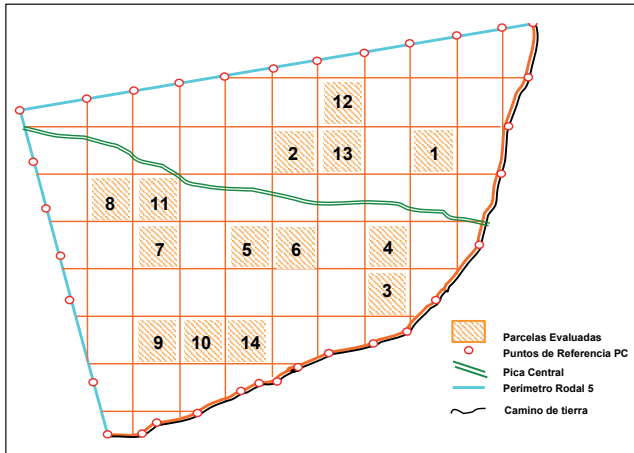 12
2 13 1
8 11
7 5 6 4
3
9 10 14
Parcelas Evaluadas
Puntos de Referencia PC
Pica Central
Perímetro Rodal 5
Camino de tierra